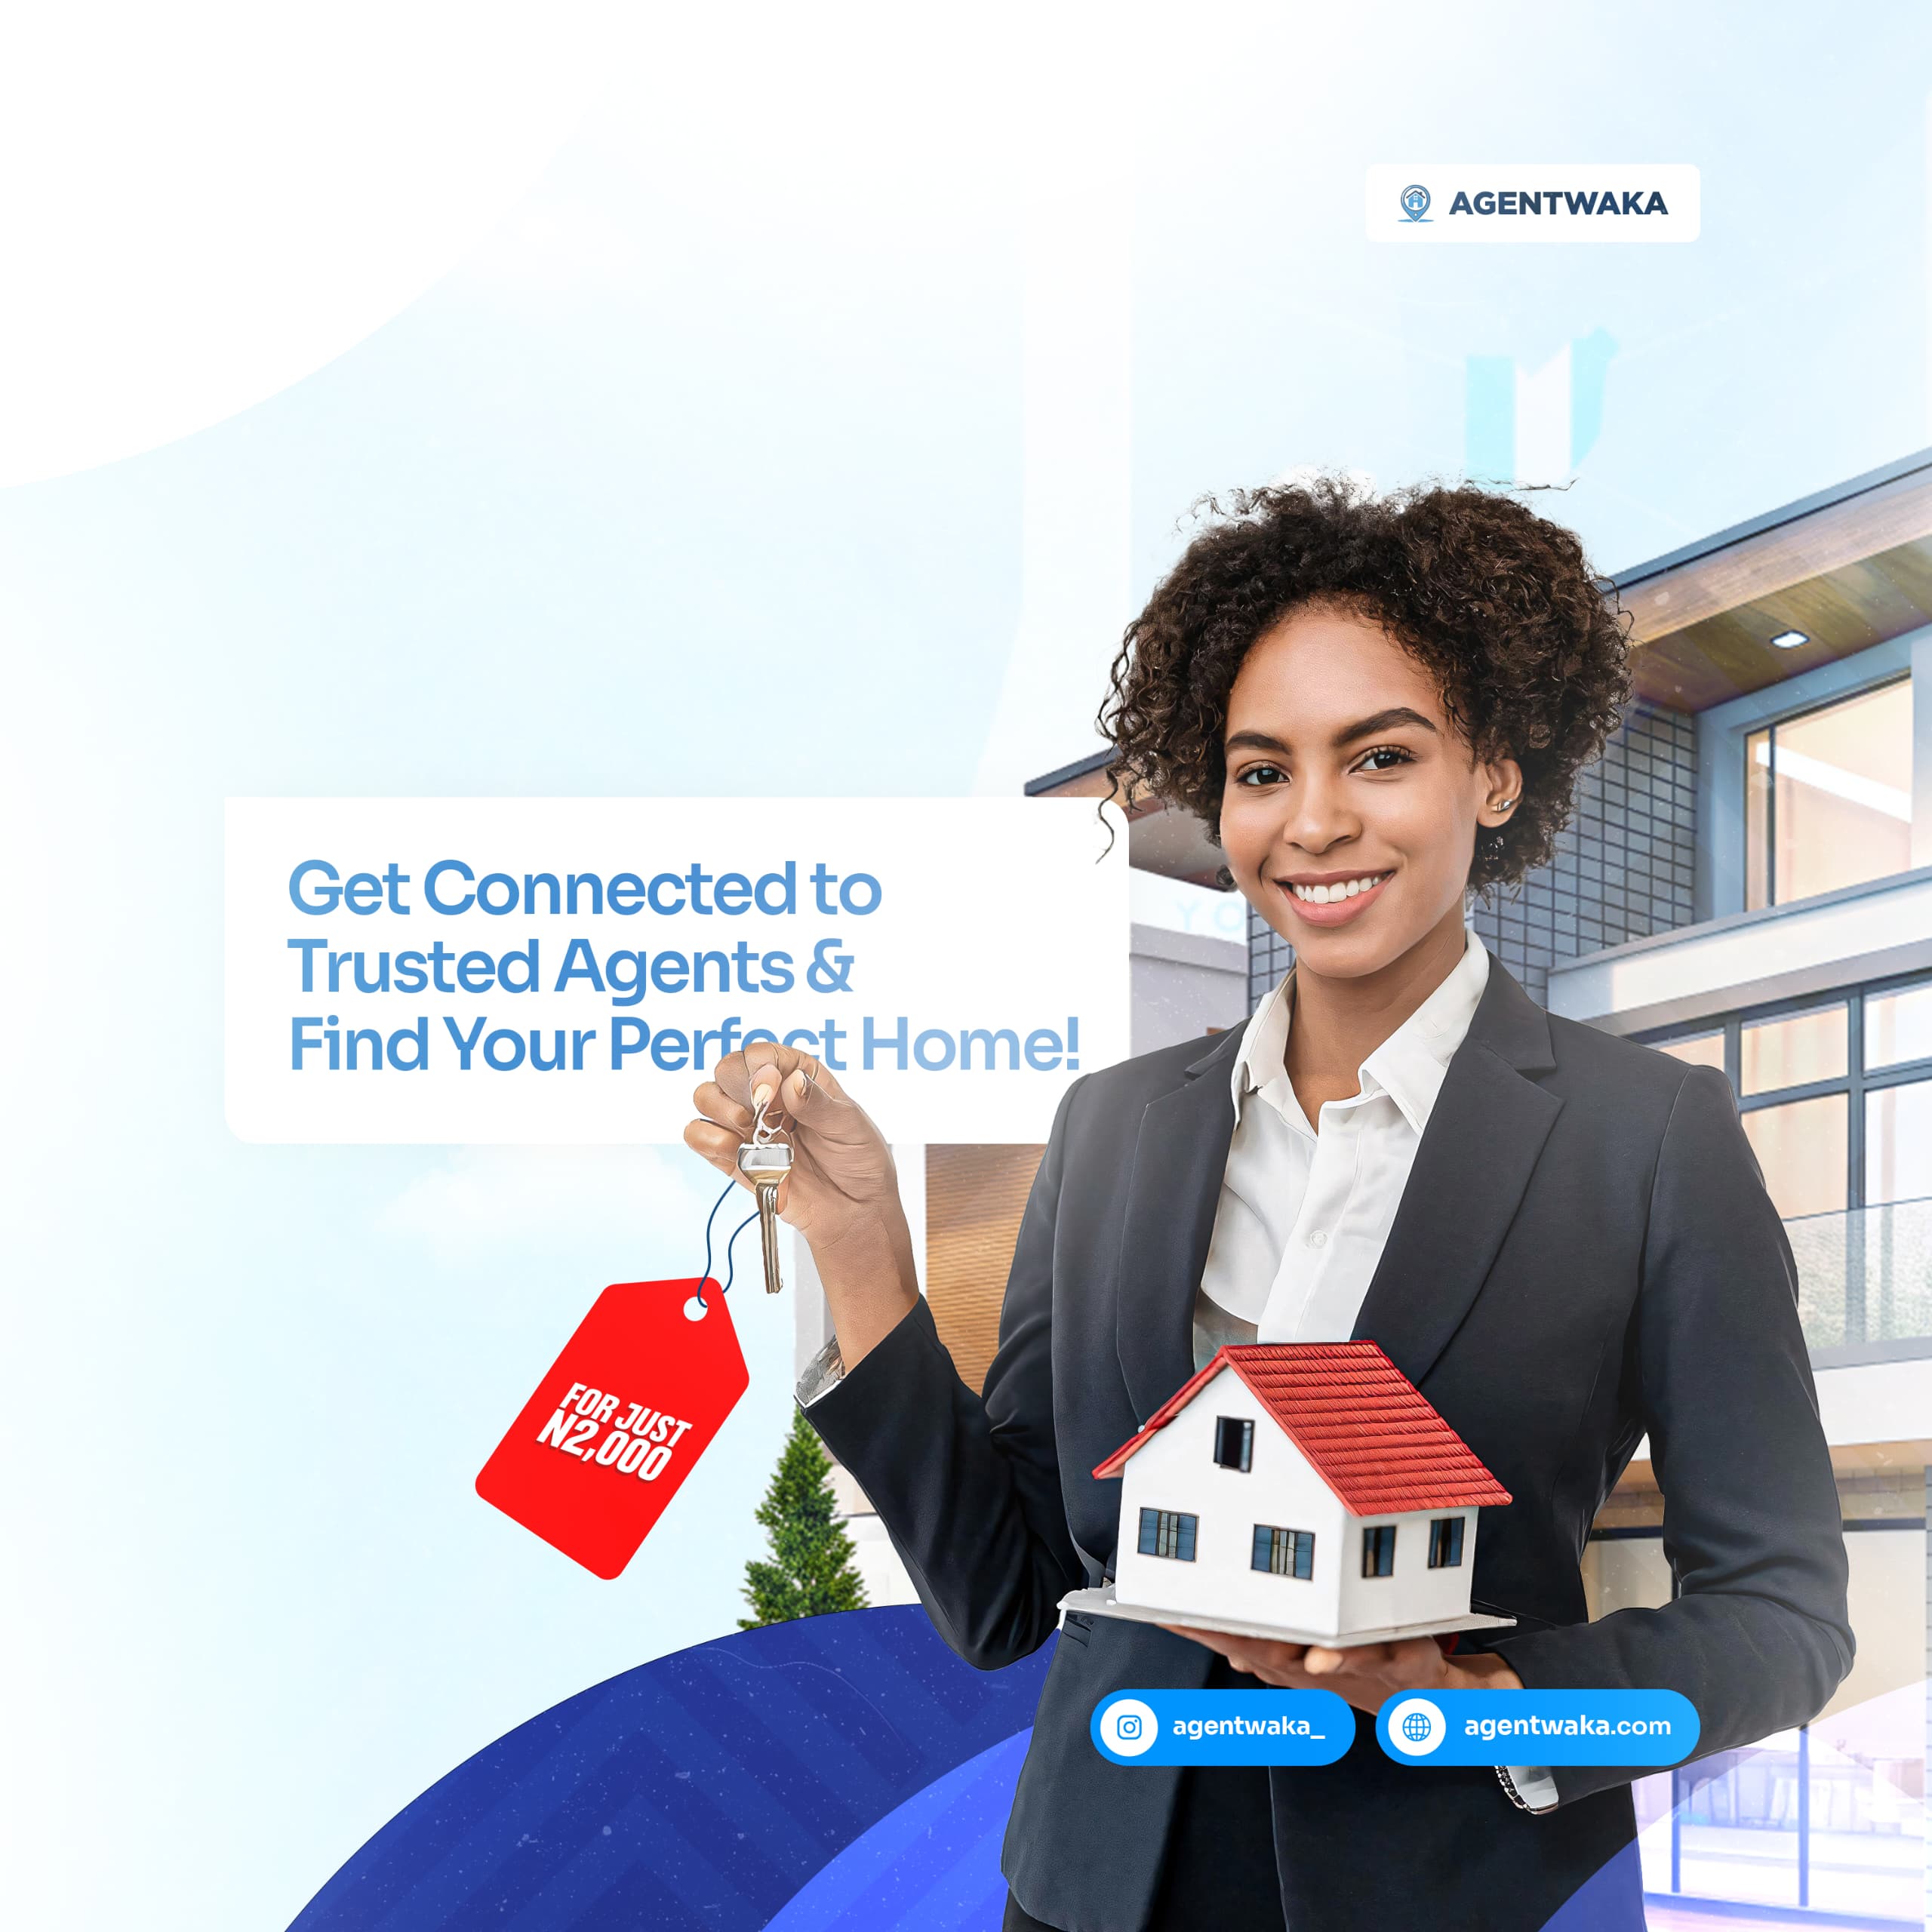 AGENTWAKA
Get Connected to
Trusted Agents &
Find Your Perfect Home!
FOR JUST
N2,000
agentwaka_
agentwaka.com